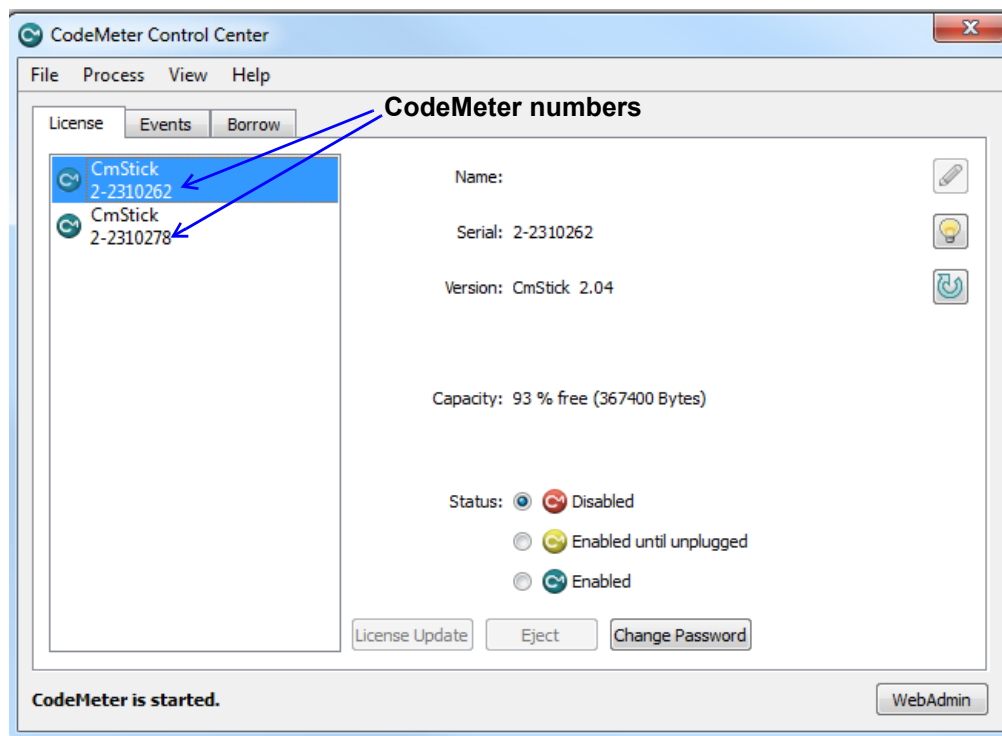 CodeMeter Control Center
File Process View Help
CodeMeter numbers
License Events Borrow
CmStick
2-2310262
CmStick
2-2310278
Name:
Serial: 2-2310262
Version: CmStick 2.04
Capacity: 93 % free (367400 Bytes)
Status: Disabled
Enabled until unplugged
Enabled
License Update Eject Change Password
CodeMeter is started.
WebAdmin